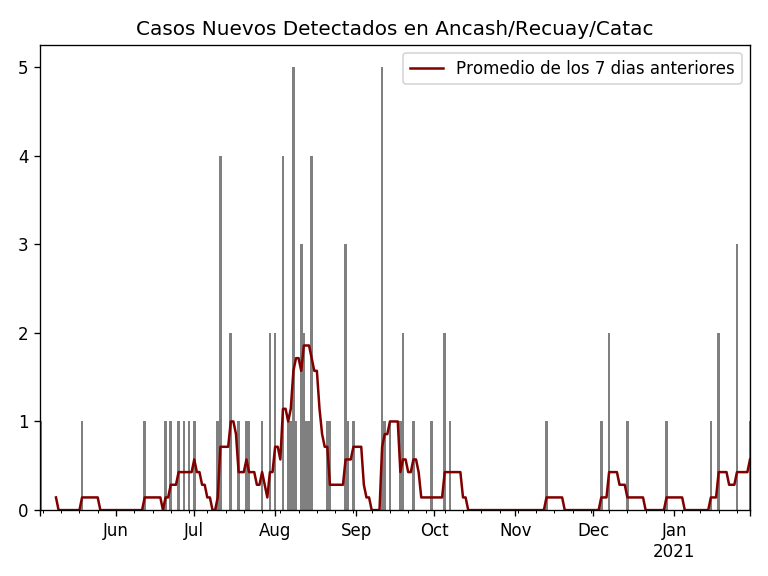 Casos Nuevos Detectados en Ancash/Recuay/Catac
Promedio de los 7 dias anteriores
5
4
3
2
1
0
Jun Jul Aug Sep Oct Nov Dec Jan
2021